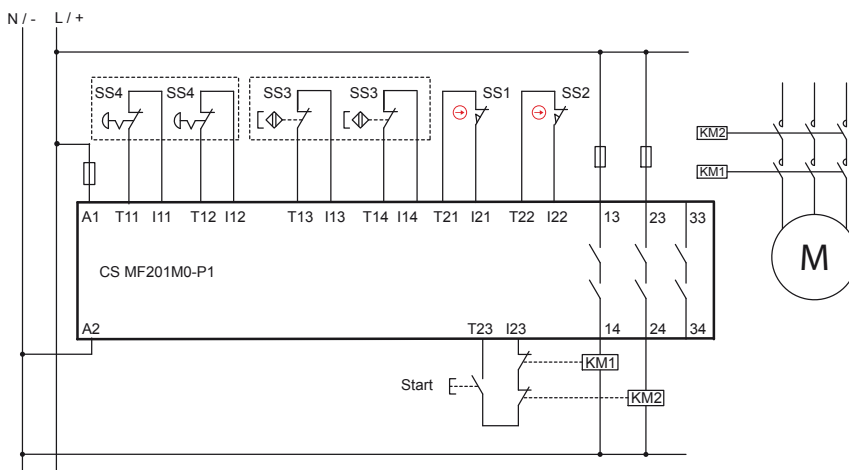 N / -
L / +
SS4
SS4
SS3
SS3
SS1
SS2
KM2
KM1
A1
T11
I11
T12
I12
T13
I13
T14
I14
T21
I21
T22
I22
13
23
33
M
CS MF201M0-P1
A2
T23
I23
14
24
34
KM1
Start
KM2